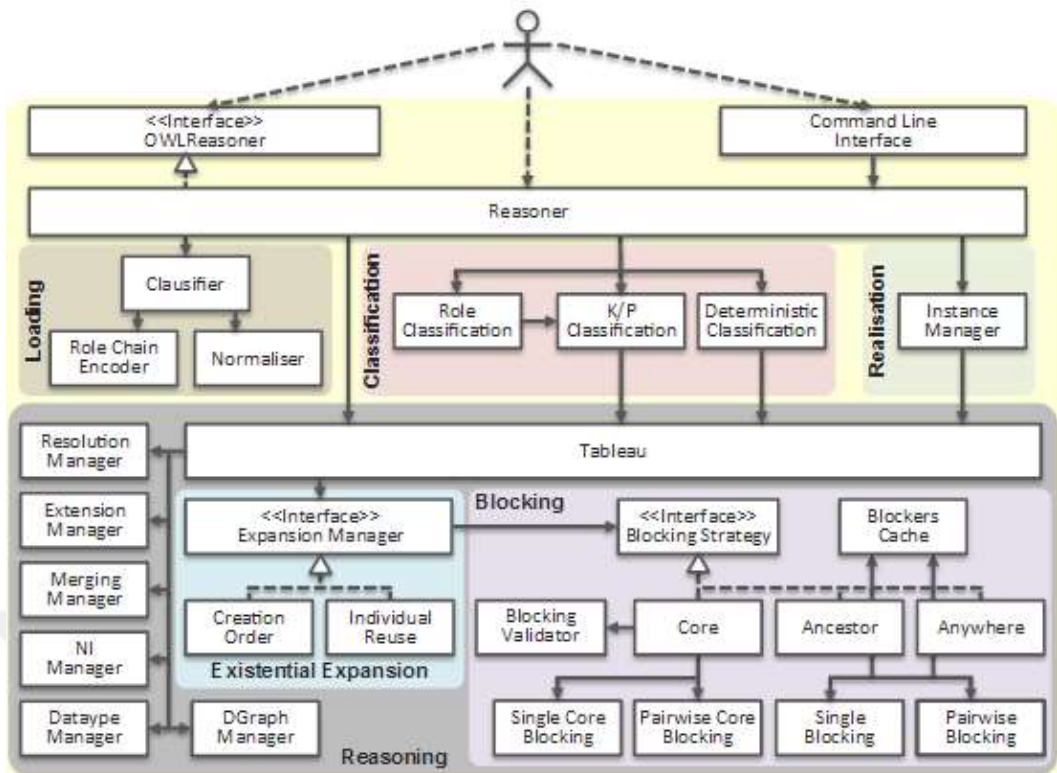 <<Interface>>
OWLReasoner
Command Line
Interface
Reasoner
Loading
Clausifier
Role Chain
Encoder
Normaliser
Classification
Role
Classification
K/P
Classification
Deterministic
Classification
Realisation
Instance
Manager
Tableau
Resolution
Manager
Extension
Manager
Merging
Manager
NI
Manager
Dataype
Manager
DGraph
Manager
Reasoning
<<Interface>>
Expansion Manager
Creation
Order
Individual
Reuse
Existential Expansion
Blocking
<<Interface>>
Blocking Strategy
Blockers
Cache
Blocking
Validator
Core
Ancestor
Anywhere
Single Core
Blocking
Pairwise Core
Blocking
Single
Blocking
Pairwise
Blocking